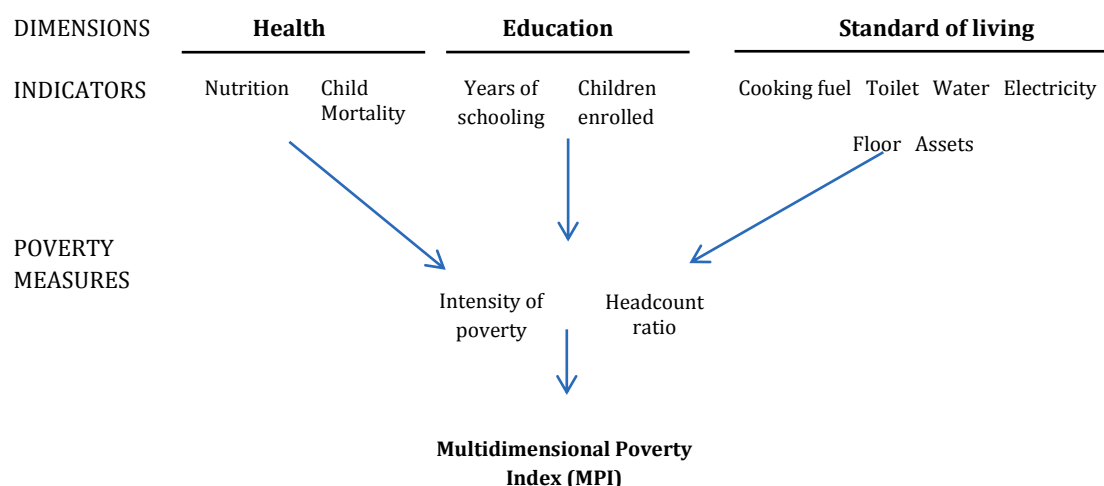 DIMENSIONS Health Education Standard of living
INDICATORS Nutrition Child Mortality Years of schooling Children enrolled Cooking fuel Toilet Water Electricity
Floor Assets
POVERTY
MEASURES
Intensity of poverty Headcount ratio
Multidimensional Poverty
Index (MPI)